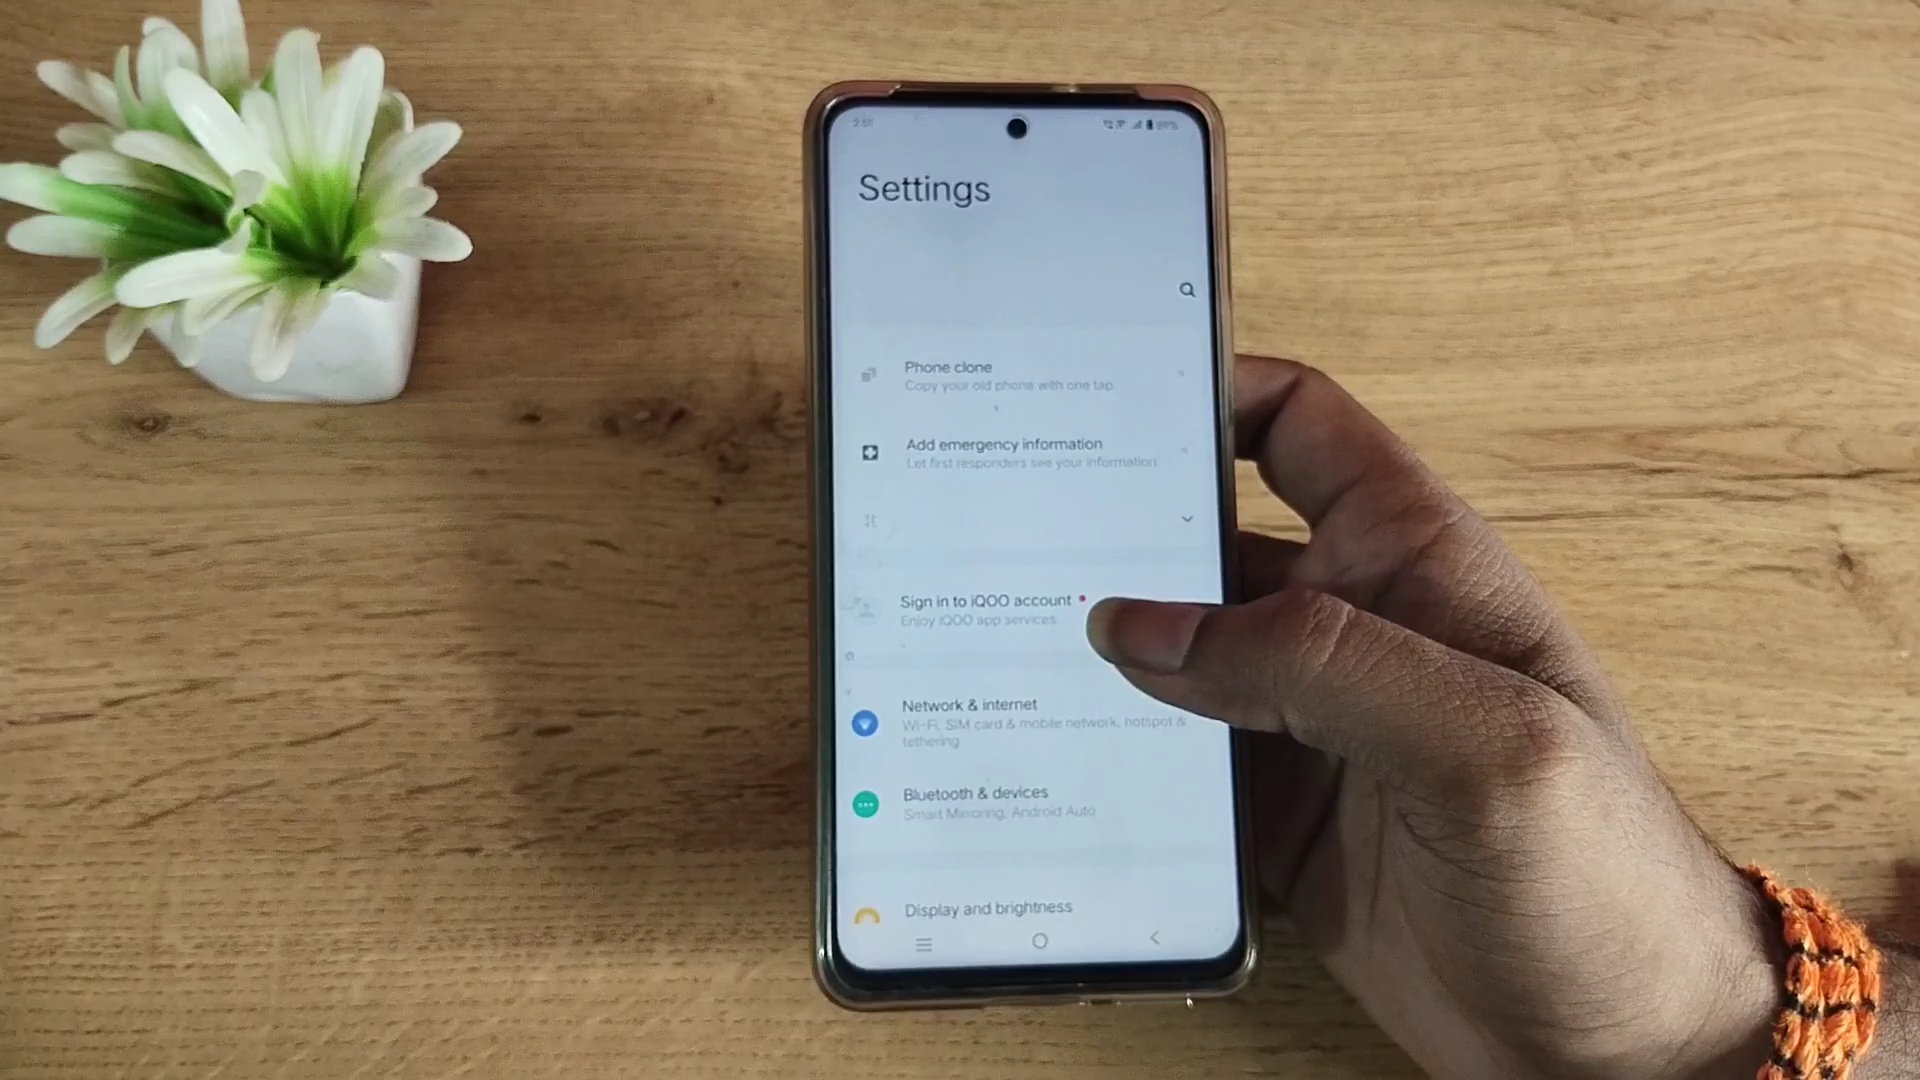 Settings
Phone clone
Copy your old phone with one tap
Add emergency information
Let first responders see your information
Sign in to iQOO account
Enjoy iQOO app services
Network & internet
Wi-Fi, SIM card & mobile network, hotspot &
tethering
Bluetooth & devices
Smart Mirroring, Android Auto
Display and brightness